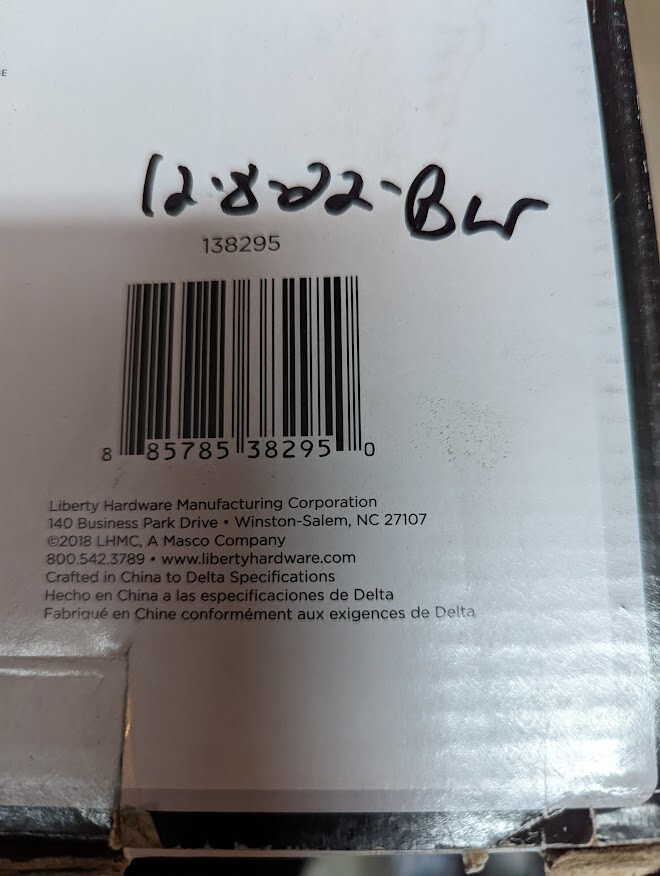 12-8-22-BW
138295
8 85785 38295 0
Liberty Hardware Manufacturing Corporation
140 Business Park Drive • Winston-Salem, NC 27107
©2018 LHMC, A Masco Company
800.542.3789 • www.libertyhardware.com
Crafted in China to Delta Specifications
Hecho en China a las especificaciones de Delta
Fabriqué en Chine conformément aux exigences de Delta